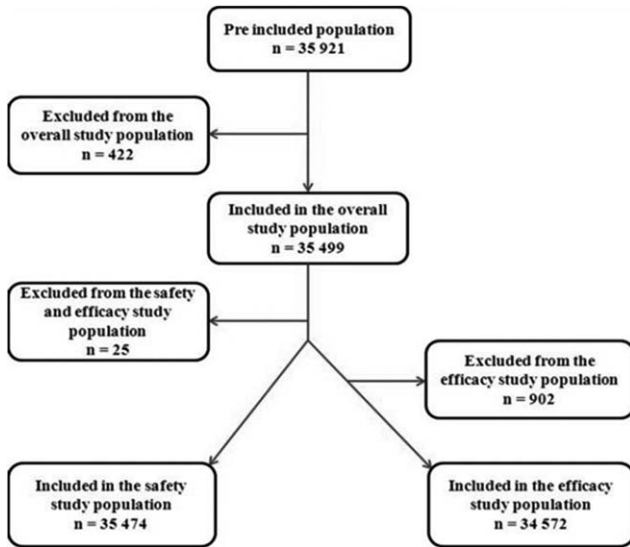 Pre included population
n = 35 921
Excluded from the
overall study population
n = 422
Included in the overall
study population
n = 35 499
Excluded from the safety
and efficacy study
population
n = 25
Excluded from the
efficacy study population
n = 902
Included in the safety
study population
n = 35 474
Included in the efficacy
study population
n = 34 572